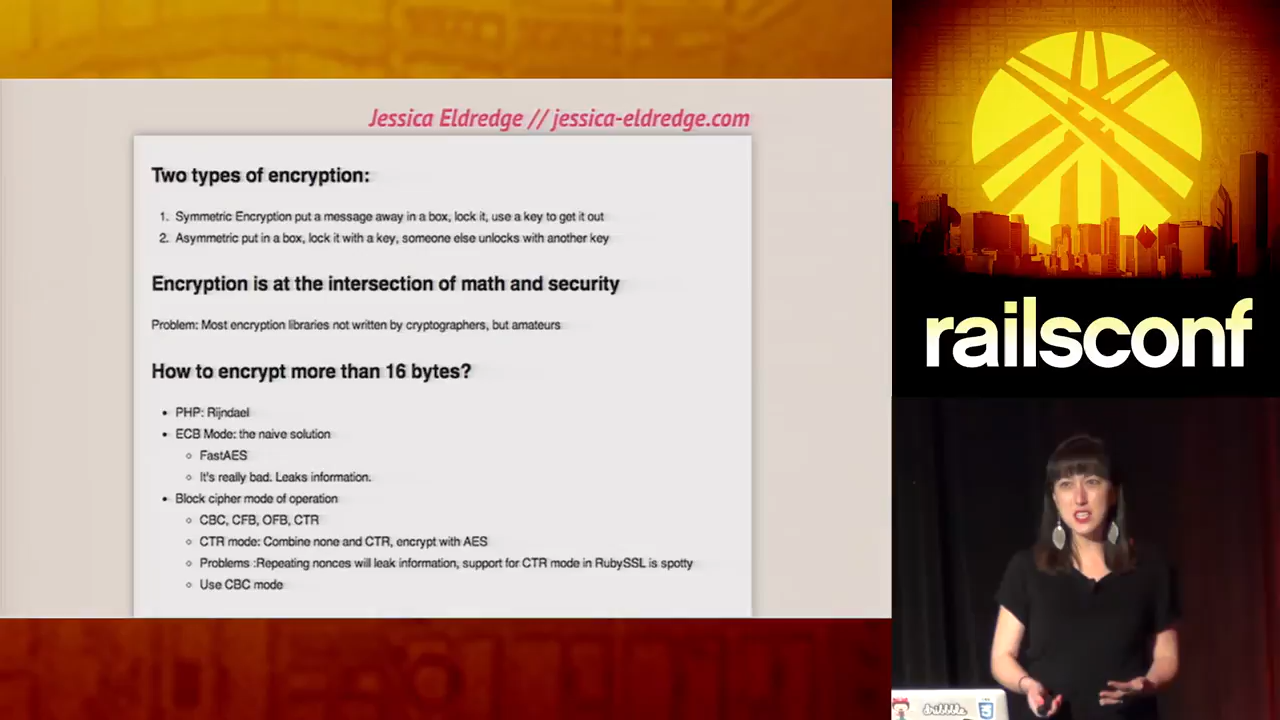 Jessica Eldredge // jessica-eldredge.com
Two types of encryption:
1. Symmetric Encryption put a message away in a box, lock it, use a key to get it out
2. Asymmetric put in a box, lock it with a key, someone else unlocks with another key
Encryption is at the intersection of math and security
Problem: Most encryption libraries not written by cryptographers, but amateurs
How to encrypt more than 16 bytes?
• PHP: Rijndael
• ECB Mode: the naive solution
◦ FastAES
◦ It's really bad. Leaks information.
• Block cipher mode of operation
◦ CBC, CFB, OFB, CTR
◦ CTR mode: Combine none and CTR, encrypt with AES
◦ Problems :Repeating nonces will leak information, support for CTR mode in RubySSL is spotty
◦ Use CBC mode
railsconf
dribbble
3